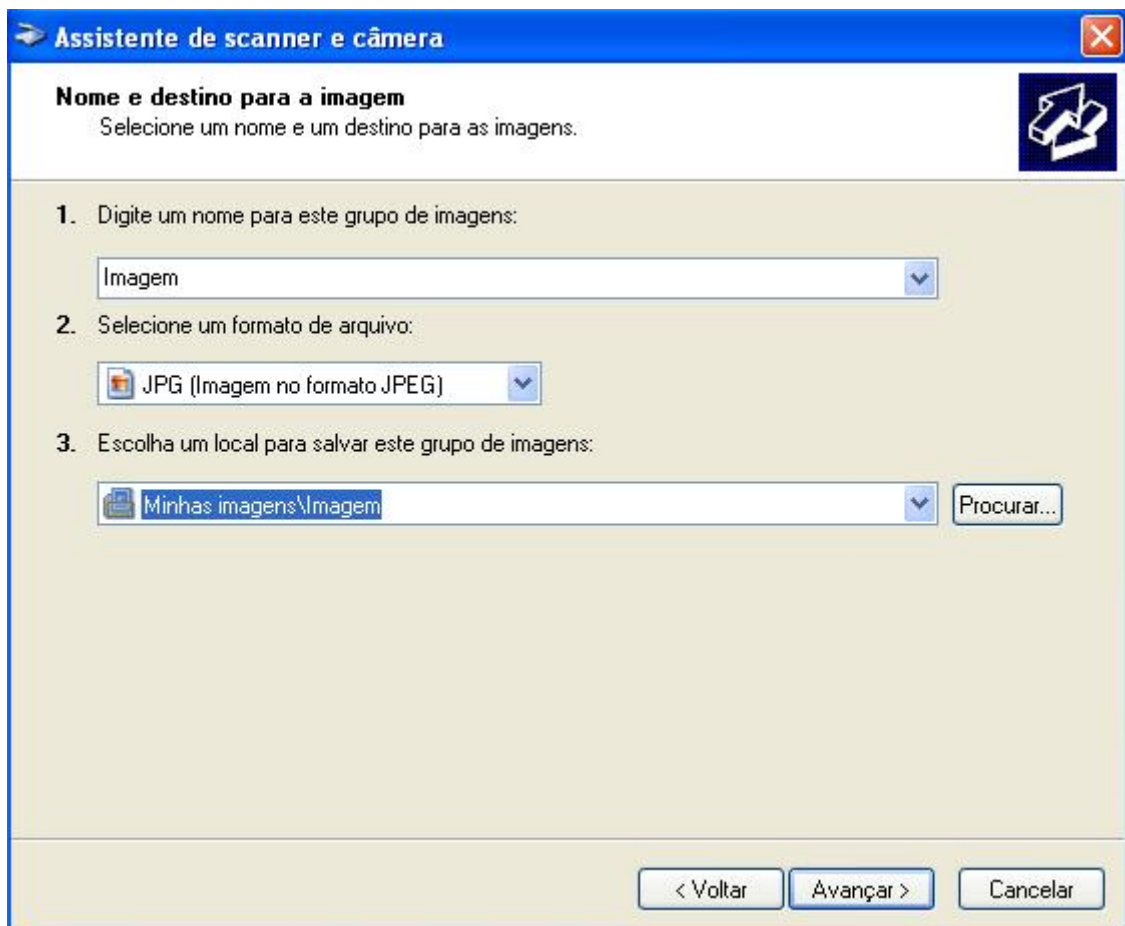 Assistente de scanner e câmera
Nome e destino para a imagem
Selecione um nome e um destino para as imagens.
1. Digite um nome para este grupo de imagens:
Imagem
2. Selecione um formato de arquivo:
JPG (Imagem no formato JPEG)
3. Escolha um local para salvar este grupo de imagens:
Minhas imagens\Imagem
Procurar...
< Voltar
Avançar >
Cancelar